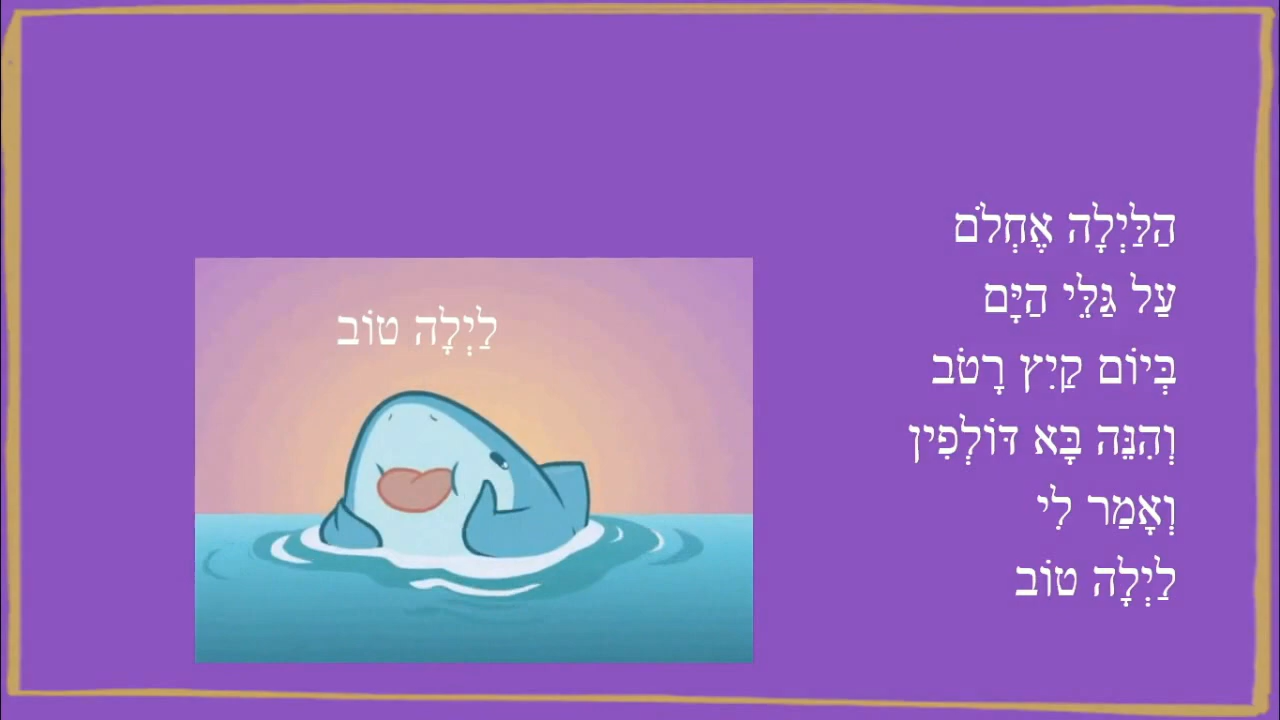 הַלַּיְלָה אֶחְלֹם
עַל גַּלֵּי הַיָּם
בְּיוֹם קַיִץ רָטֹב
וְהִנֵּה בָּא דּוֹלְפִין
וְאָמַר לִי
לַיְלָה טוֹב
לַיְלָה טוֹב